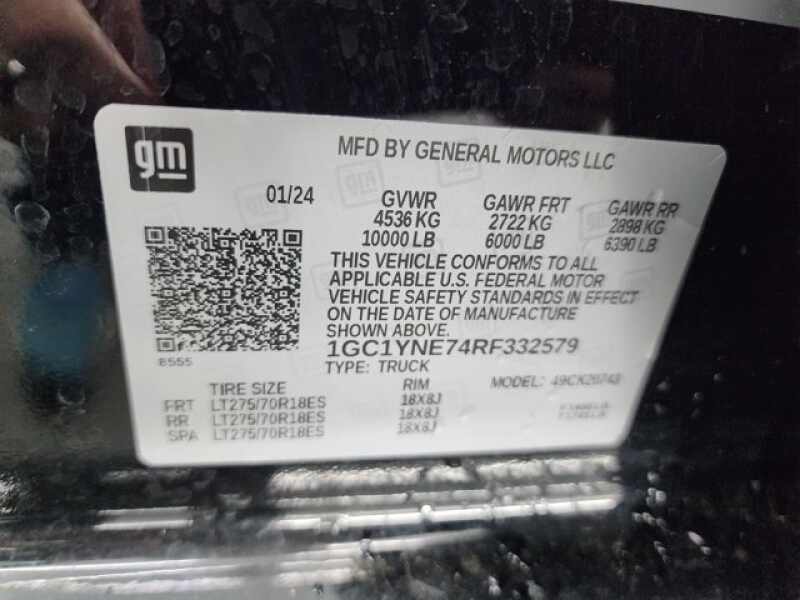 gm
MFD BY GENERAL MOTORS LLC
01/24
GVWR GAWR FRT GAWR RR
4536 KG 2722 KG 2898 KG
10000 LB 6000 LB 6390 LB
THIS VEHICLE CONFORMS TO ALL
APPLICABLE U.S. FEDERAL MOTOR
VEHICLE SAFETY STANDARDS IN EFFECT
ON THE DATE OF MANUFACTURE
SHOWN ABOVE.
8555
1GC1YNE74RF332579
TYPE: TRUCK MODEL: 49CK20743
TIRE SIZE RIM
FRT LT275/70R18ES 18X8J
RR LT275/70R18ES 18X8J
SPA LT275/70R18ES 18X8J